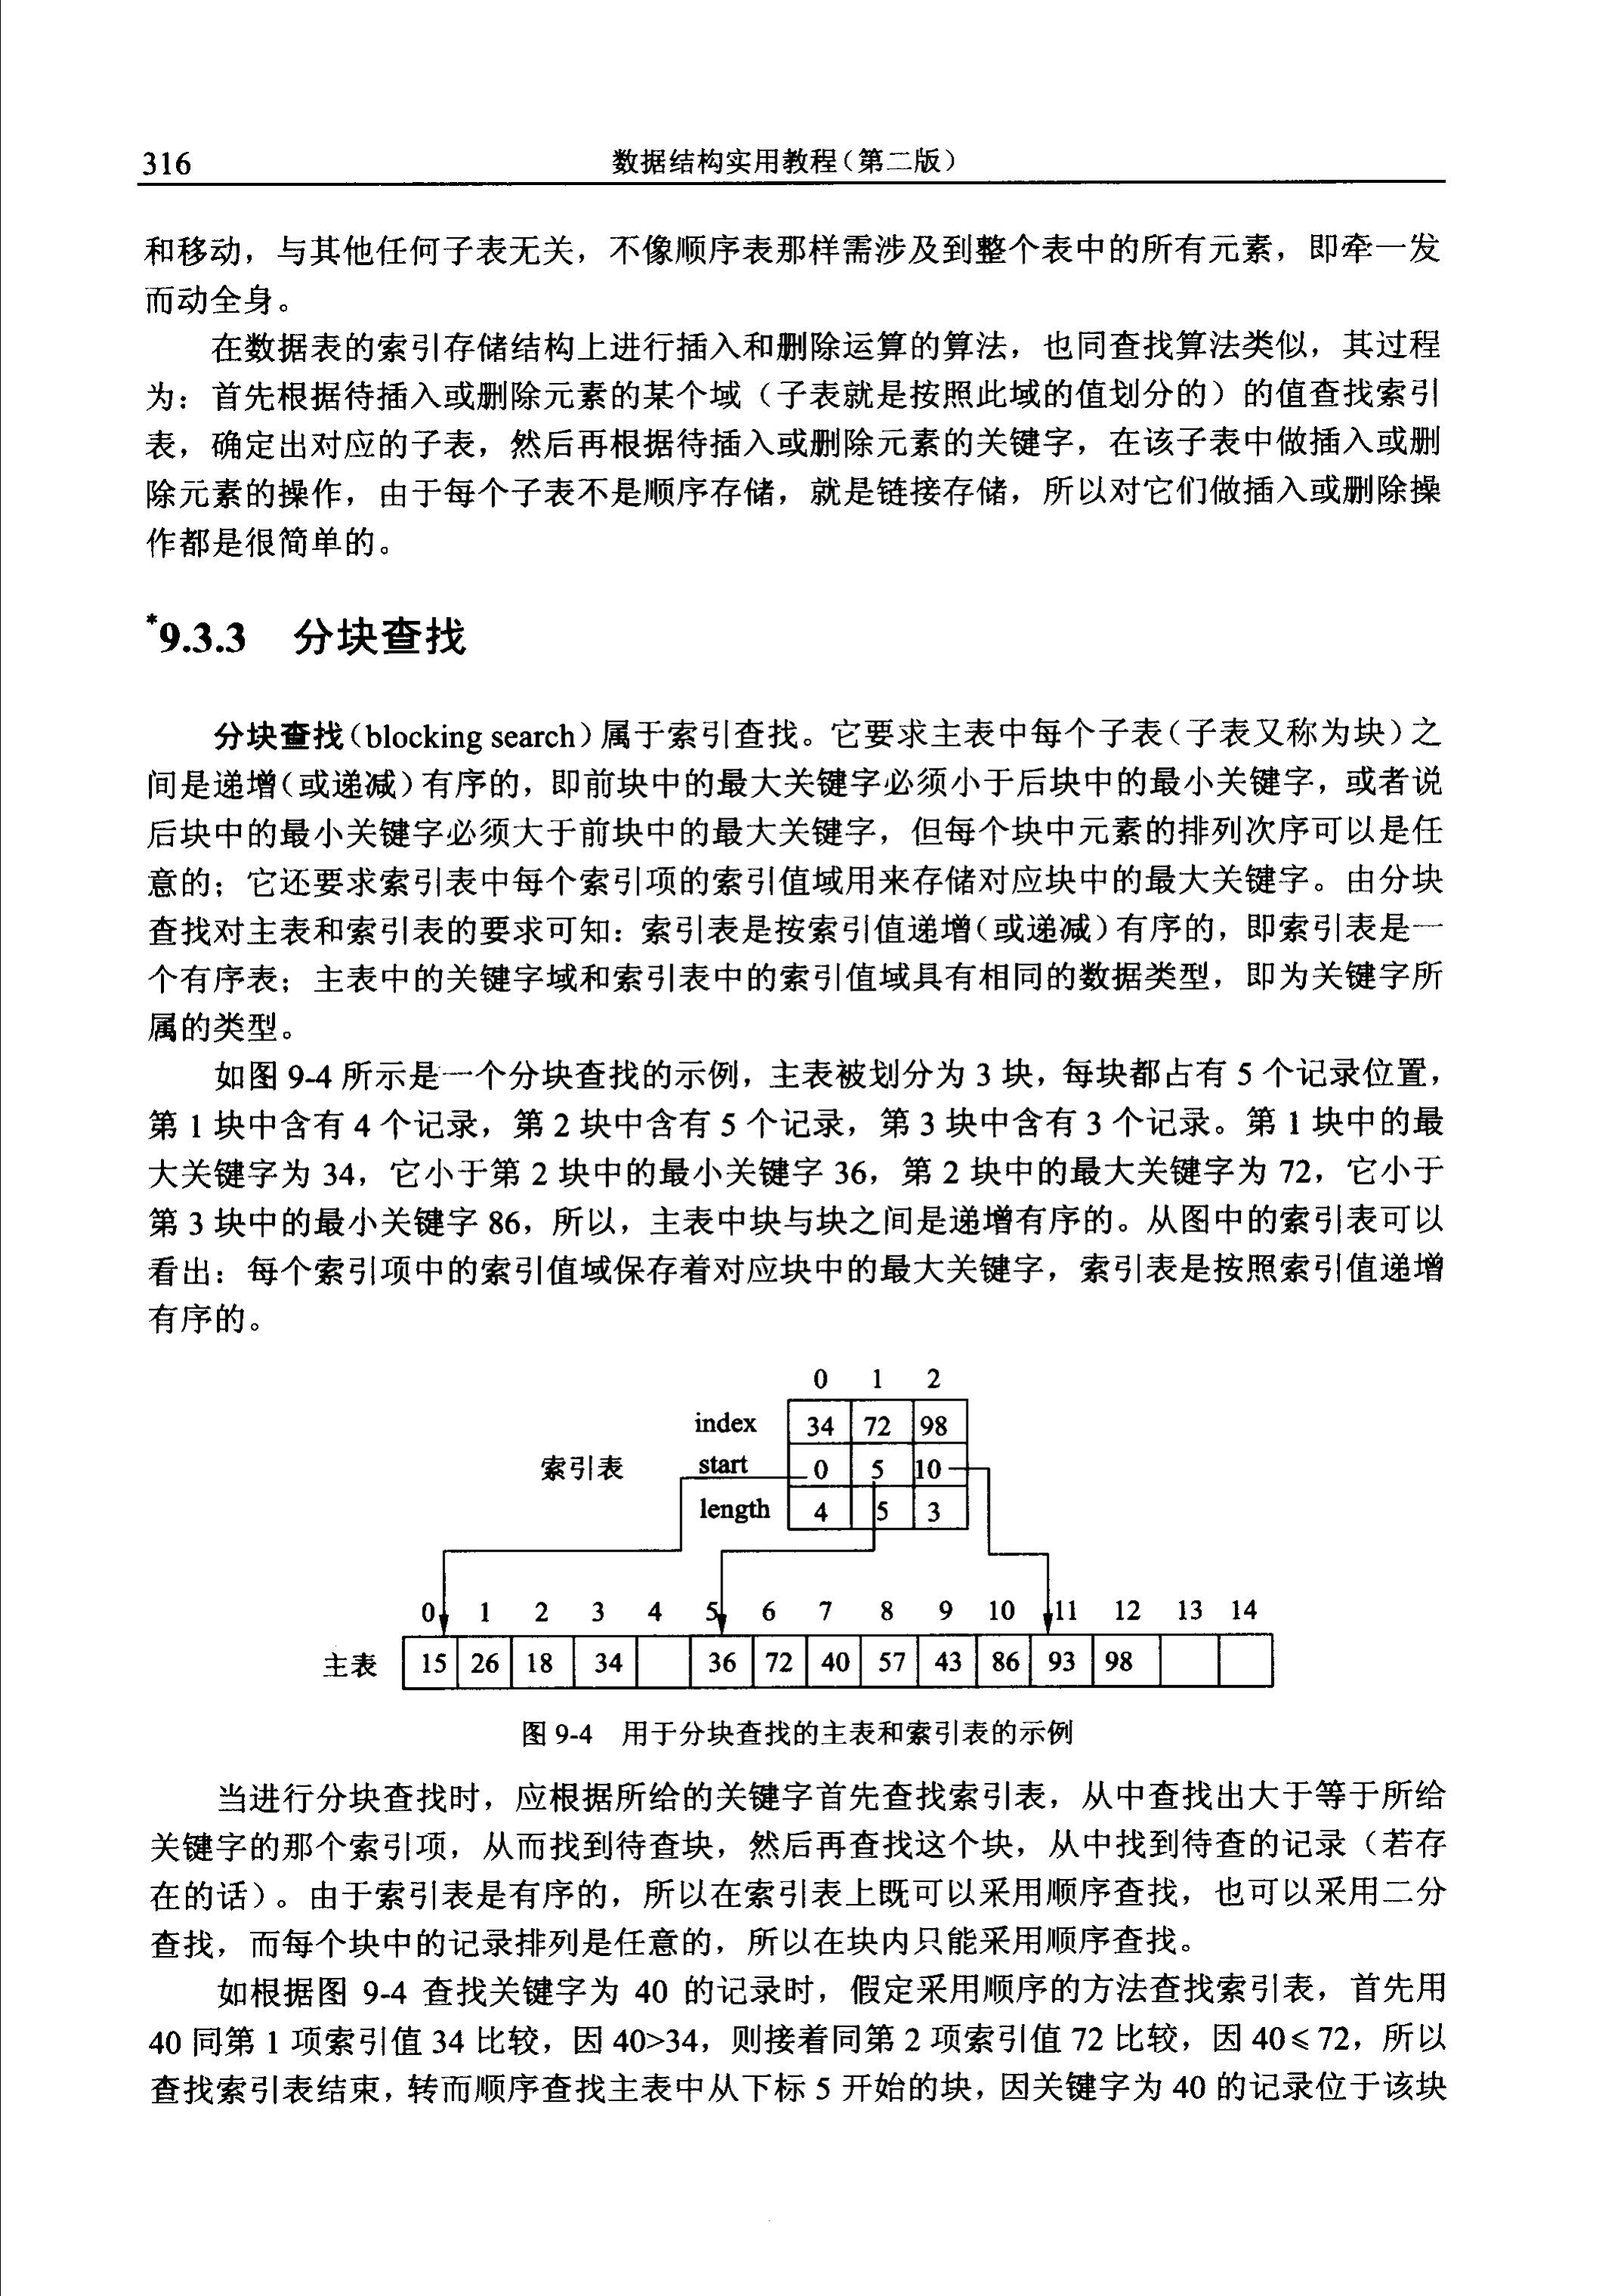 316 数据结构实用教程（第二版）
和移动，与其他任何子表无关，不像顺序表那样需涉及到整个表中的所有元素，即牵一发
而动全身。
在数据表的索引存储结构上进行插入和删除运算的算法，也同查找算法类似，其过程
为：首先根据待插入或删除元素的某个域（子表就是按照此域的值划分的）的值查找索引
表，确定出对应的子表，然后再根据待插入或删除元素的关键字，在该子表中做插入或删
除元素的操作，由于每个子表不是顺序存储，就是链接存储，所以对它们做插入或删除操
作都是很简单的。
*9.3.3 分块查找
分块查找（blocking search）属于索引查找。它要求主表中每个子表（子表又称为块）之
间是递增（或递减）有序的，即前块中的最大关键字必须小于后块中的最小关键字，或者说
后块中的最小关键字必须大于前块中的最大关键字，但每个块中元素的排列次序可以是任
意的；它还要求索引表中每个索引项的索引值域用来存储对应块中的最大关键字。由分块
查找对主表和索引表的要求可知：索引表是按索引值递增（或递减）有序的，即索引表是一
个有序表；主表中的关键字域和索引表中的索引值域具有相同的数据类型，即为关键字所
属的类型。
如图 9-4 所示是一个分块查找的示例，主表被划分为 3 块，每块都占有 5 个记录位置，
第 1 块中含有 4 个记录，第 2 块中含有 5 个记录，第 3 块中含有 3 个记录。第 1 块中的最
大关键字为 34，它小于第 2 块中的最小关键字 36，第 2 块中的最大关键字为 72，它小于
第 3 块中的最小关键字 86，所以，主表中块与块之间是递增有序的。从图中的索引表可以
看出：每个索引项中的索引值域保存着对应块中的最大关键字，索引表是按照索引值递增
有序的。
0 1 2
index 34 72 98
索引表 start 0 5 10
length 4 5 3
0 1 2 3 4 5 6 7 8 9 10 11 12 13 14
主表 15 26 18 34 36 72 40 57 43 86 93 98
图 9-4 用于分块查找的主表和索引表的示例
当进行分块查找时，应根据所给的关键字首先查找索引表，从中查找出大于等于所给
关键字的那个索引项，从而找到待查块，然后再查找这个块，从中找到待查的记录（若存
在的话）。由于索引表是有序的，所以在索引表上既可以采用顺序查找，也可以采用二分
查找，而每个块中的记录排列是任意的，所以在块内只能采用顺序查找。
如根据图 9-4 查找关键字为 40 的记录时，假定采用顺序的方法查找索引表，首先用
40 同第 1 项索引值 34 比较，因 40>34，则接着同第 2 项索引值 72 比较，因 40≤72，所以
查找索引表结束，转而顺序查找主表中从下标 5 开始的块，因关键字为 40 的记录位于该块